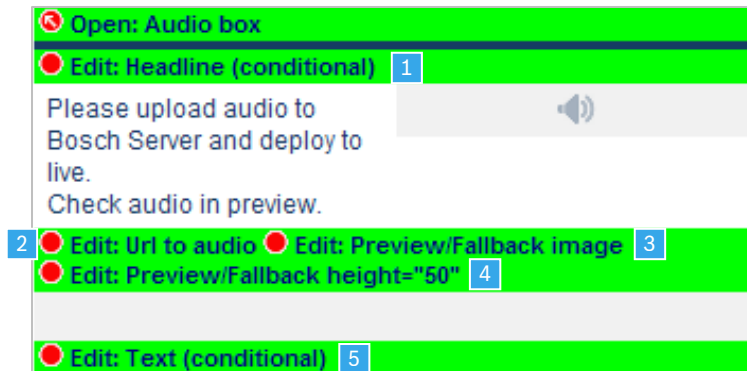 Open: Audio box
Edit: Headline (conditional) 1
Please upload audio to
Bosch Server and deploy to
live.
Check audio in preview.
2 Edit: Url to audio Edit: Preview/Fallback image 3
Edit: Preview/Fallback height="50" 4
Edit: Text (conditional) 5